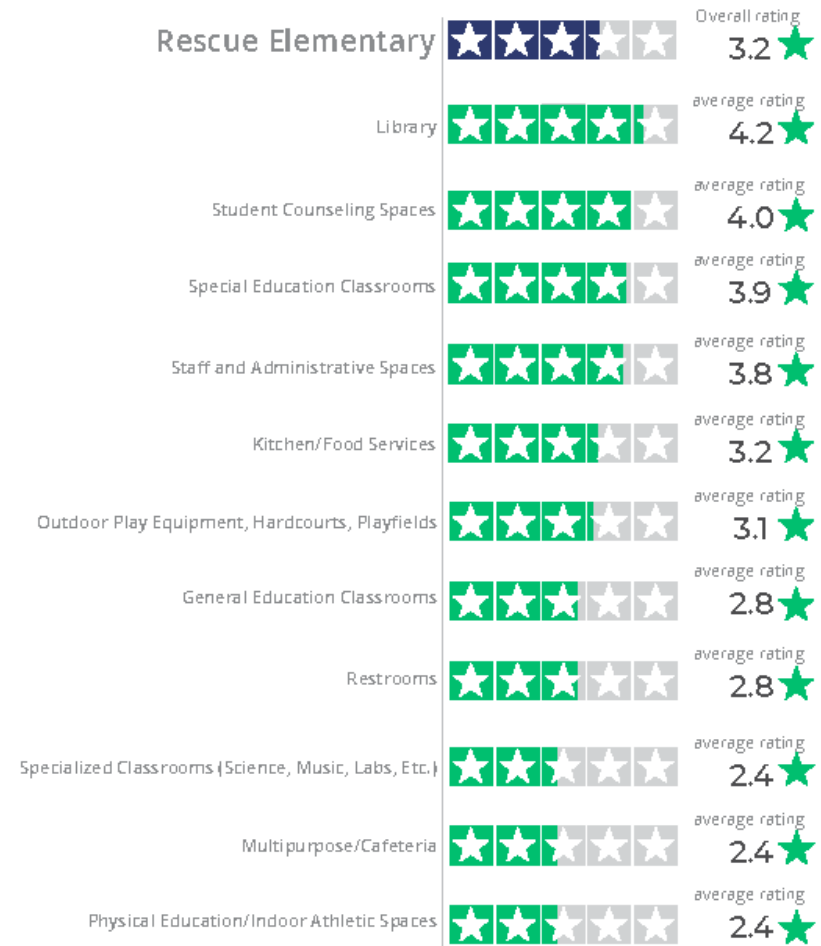 Overall rating
Rescue Elementary 3.2
average rating
Library 4.2
average rating
Student Counseling Spaces 4.0
average rating
Special Education Classrooms 3.9
average rating
Staff and Administrative Spaces 3.8
average rating
Kitchen/Food Services 3.2
average rating
Outdoor Play Equipment, Hardcourts, Playfields 3.1
average rating
General Education Classrooms 2.8
average rating
Restrooms 2.8
average rating
Specialized Classrooms (Science, Music, Labs, Etc.) 2.4
average rating
Multipurpose/Cafeteria 2.4
average rating
Physical Education/Indoor Athletic Spaces 2.4